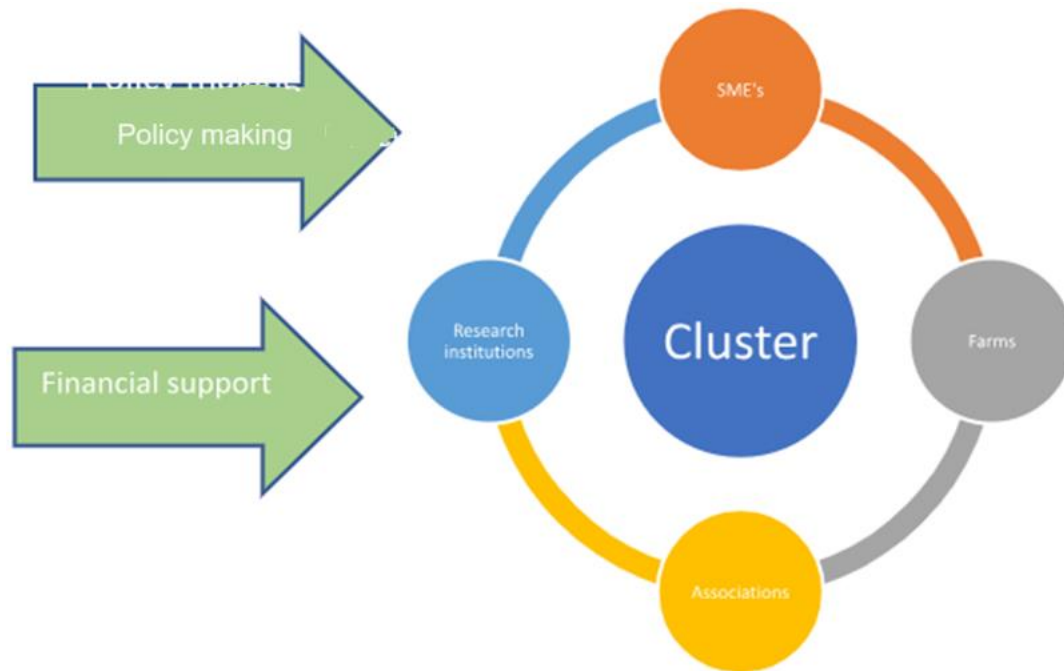 Policy making
SME's
Research
institutions
Cluster
Farms
Financial support
Associations